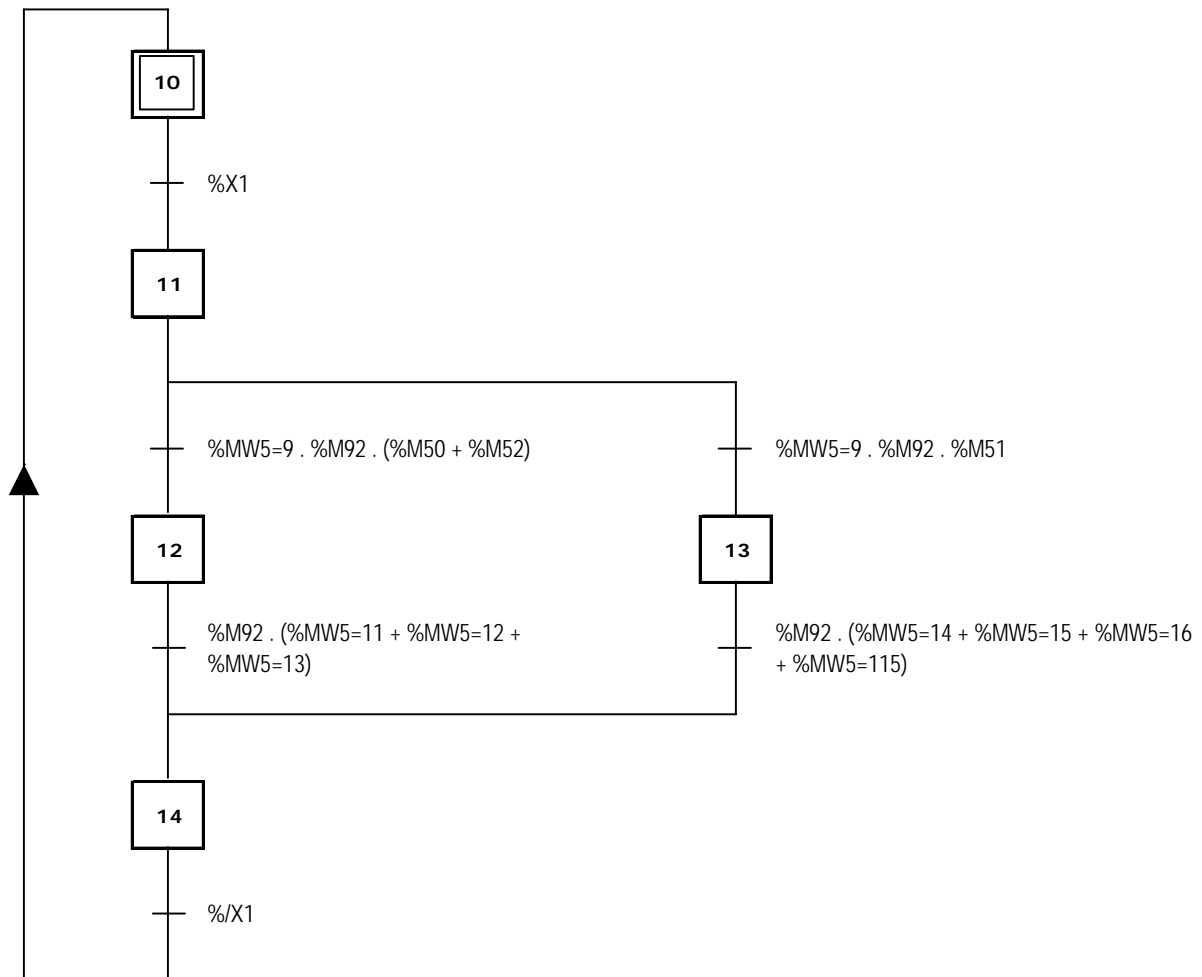 10
%X1
11
%MW5=9 . %M92 . (%M50 + %M52)
%MW5=9 . %M92 . %M51
12
13
%M92 . (%MW5=11 + %MW5=12 +
%MW5=13)
%M92 . (%MW5=14 + %MW5=15 + %MW5=16
+ %MW5=115)
14
%/X1